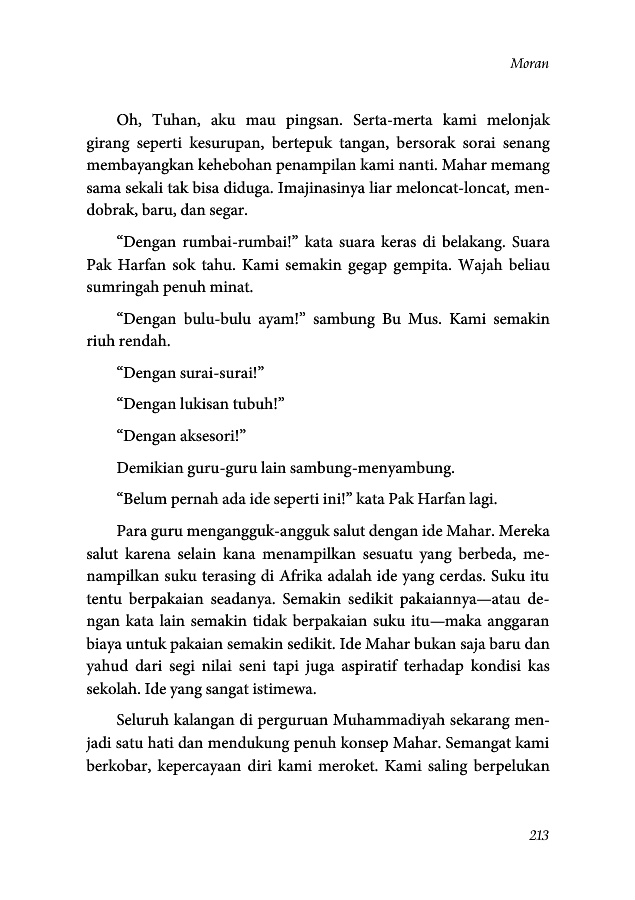 Moran
Oh, Tuhan, aku mau pingsan. Serta-merta kami melonjak
girang seperti kesurupan, bertepuk tangan, bersorak sorai senang
membayangkan kehebohan penampilan kami nanti. Mahar memang
sama sekali tak bisa diduga. Imajinasinya liar meloncat-loncat, men-
dobrak, baru, dan segar.
“Dengan rumbai-rumbai!” kata suara keras di belakang. Suara
Pak Harfan sok tahu. Kami semakin gegap gempita. Wajah beliau
sumringah penuh minat.
“Dengan bulu-bulu ayam!” sambung Bu Mus. Kami semakin
riuh rendah.
“Dengan surai-surai!”
“Dengan lukisan tubuh!”
“Dengan aksesori!”
Demikian guru-guru lain sambung-menyambung.
“Belum pernah ada ide seperti ini!” kata Pak Harfan lagi.
Para guru mengangguk-angguk salut dengan ide Mahar. Mereka
salut karena selain kana menampilkan sesuatu yang berbeda, me-
nampilkan suku terasing di Afrika adalah ide yang cerdas. Suku itu
tentu berpakaian seadanya. Semakin sedikit pakaiannya—atau de-
ngan kata lain semakin tidak berpakaian suku itu—maka anggaran
biaya untuk pakaian semakin sedikit. Ide Mahar bukan saja baru dan
yahud dari segi nilai seni tapi juga aspiratif terhadap kondisi kas
sekolah. Ide yang sangat istimewa.
Seluruh kalangan di perguruan Muhammadiyah sekarang men-
jadi satu hati dan mendukung penuh konsep Mahar. Semangat kami
berkobar, kepercayaan diri kami meroket. Kami saling berpelukan
213